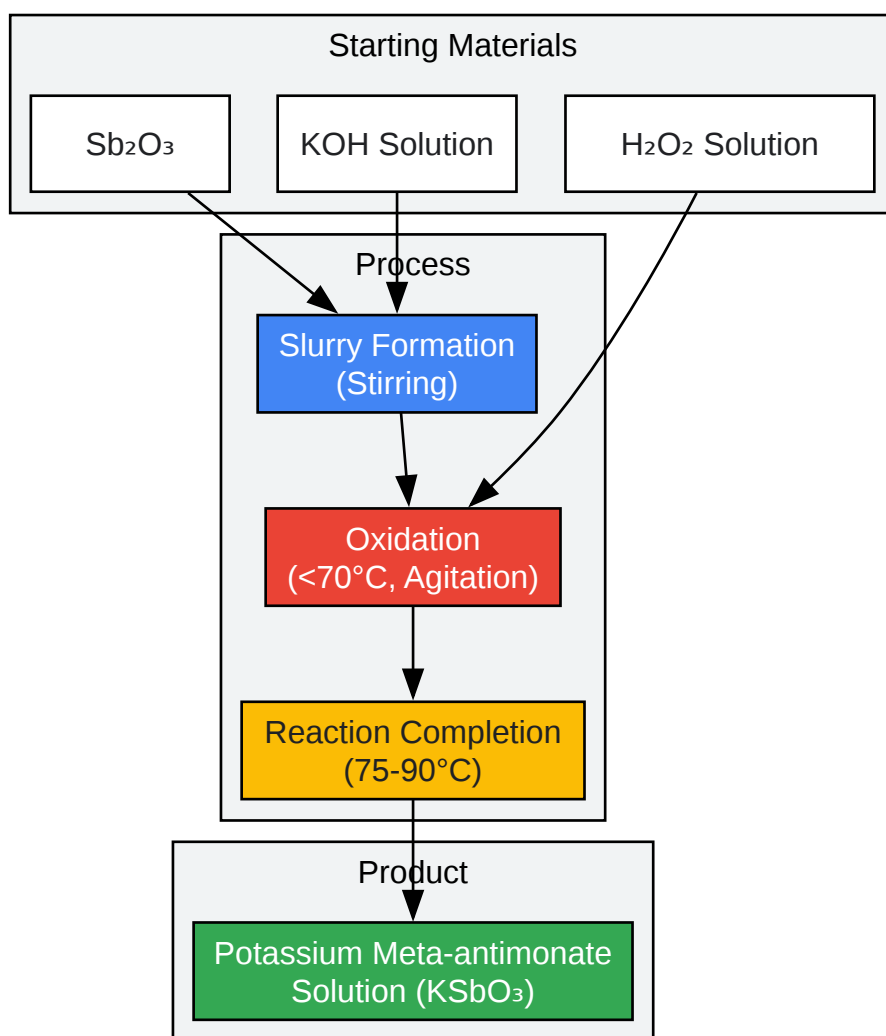 Starting Materials
Sb₂O₃
KOH Solution
H₂O₂ Solution
Process
Slurry Formation
(Stirring)
Oxidation
(<70°C, Agitation)
Reaction Completion
(75-90°C)
Product
Potassium Meta-antimonate
Solution (KSbO₃)